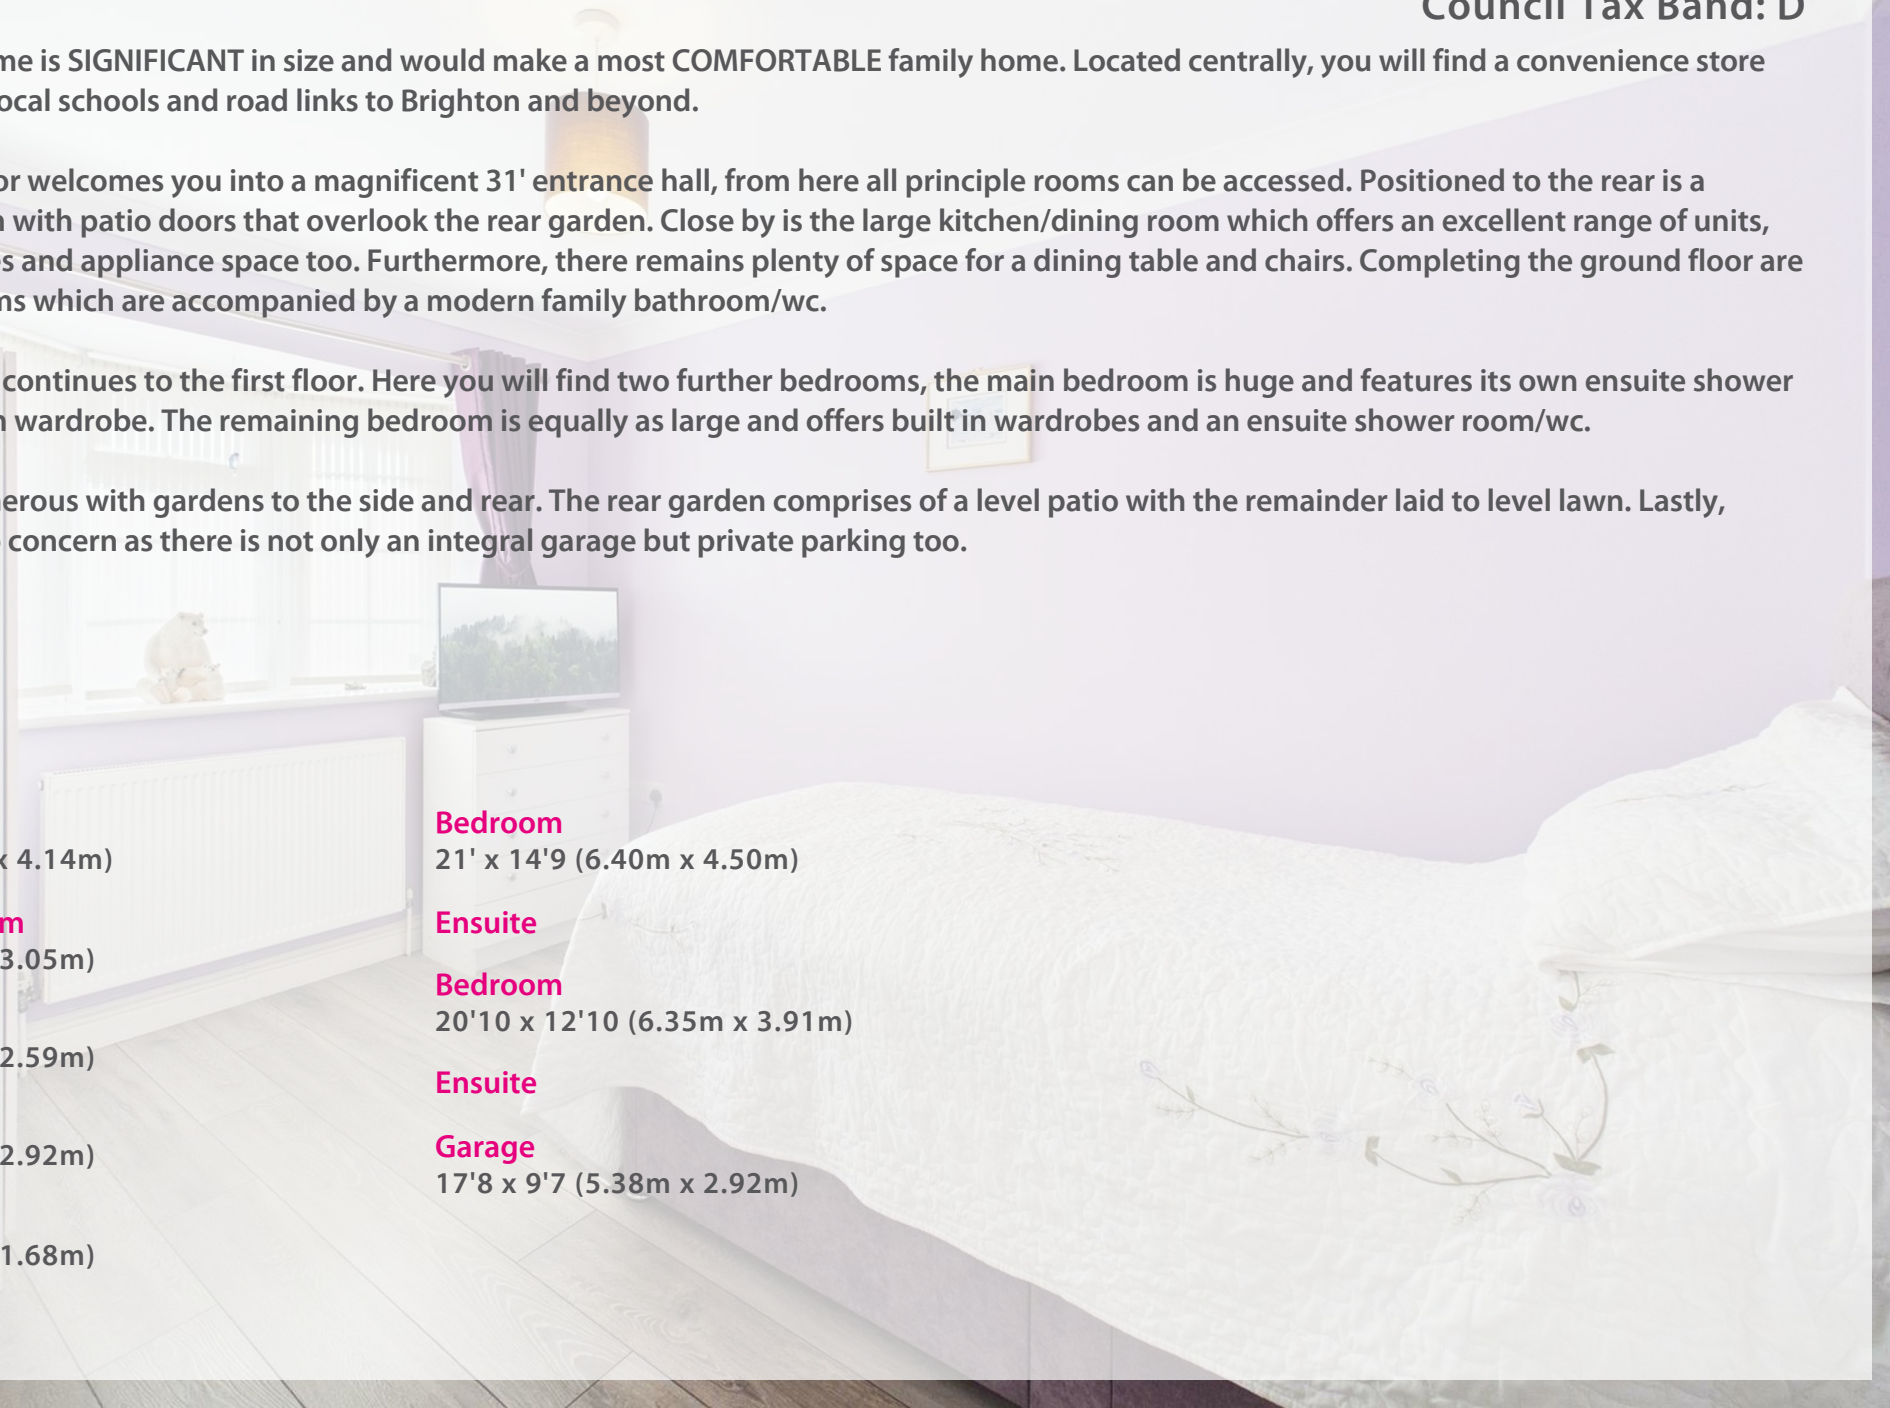 Council Tax Band: D
me is SIGNIFICANT in size and would make a most COMFORTABLE family home. Located centrally, you will find a convenience store
ocal schools and road links to Brighton and beyond.
or welcomes you into a magnificent 31' entrance hall, from here all principle rooms can be accessed. Positioned to the rear is a
with patio doors that overlook the rear garden. Close by is the large kitchen/dining room which offers an excellent range of units,
s and appliance space too. Furthermore, there remains plenty of space for a dining table and chairs. Completing the ground floor are
ms which are accompanied by a modern family bathroom/wc.
continues to the first floor. Here you will find two further bedrooms, the main bedroom is huge and features its own ensuite shower
wardrobe. The remaining bedroom is equally as large and offers built in wardrobes and an ensuite shower room/wc.
nerous with gardens to the side and rear. The rear garden comprises of a level patio with the remainder laid to level lawn. Lastly,
concern as there is not only an integral garage but private parking too.
x 4.14m)
m
3.05m)
2.59m)
2.92m)
1.68m)
Bedroom
21' x 14'9 (6.40m x 4.50m)
Ensuite
Bedroom
20'10 x 12'10 (6.35m x 3.91m)
Ensuite
Garage
17'8 x 9'7 (5.38m x 2.92m)